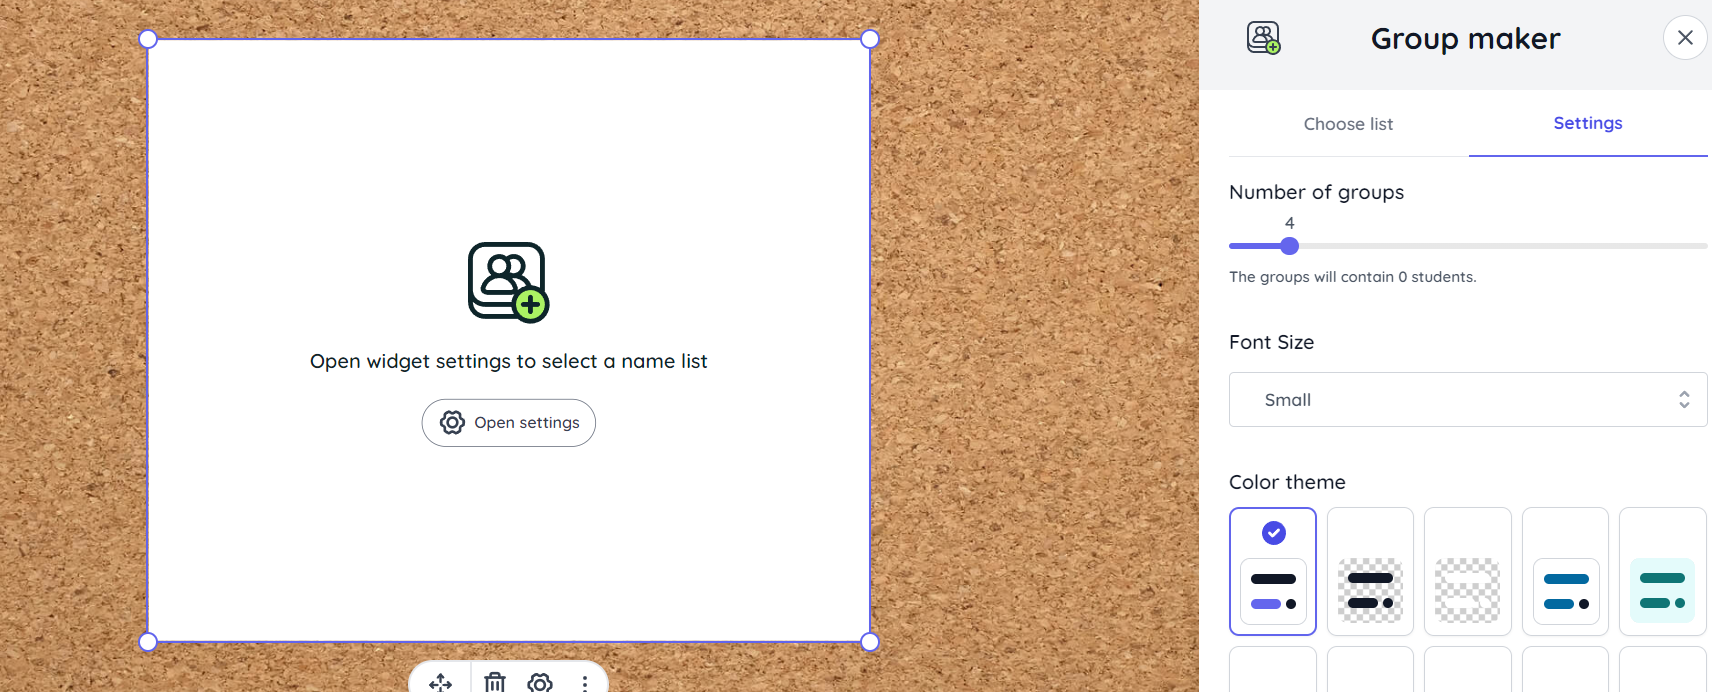 Open widget settings to select a name list
Open settings
Group maker
Choose list
Settings
Number of groups
4
The groups will contain 0 students.
Font Size
Small
Color theme